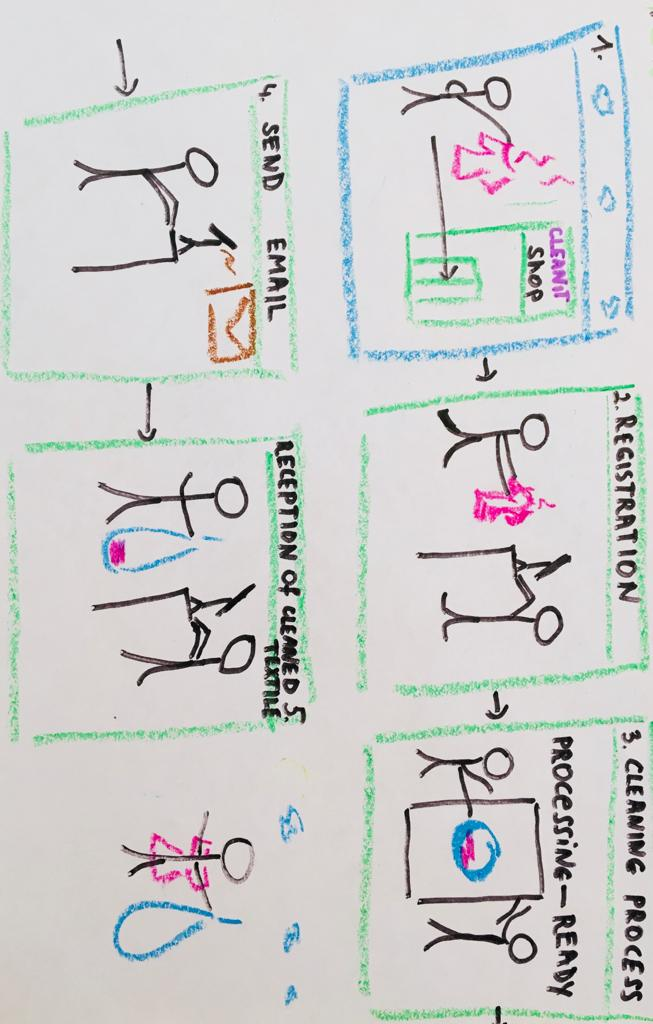 1.
CLEANIT
SHOP
2. REGISTRATION
3. CLEANING PROCESS
PROCESSING - READY
4. SEND EMAIL
RECEPTION of CLEANED 5.
TEXTILE